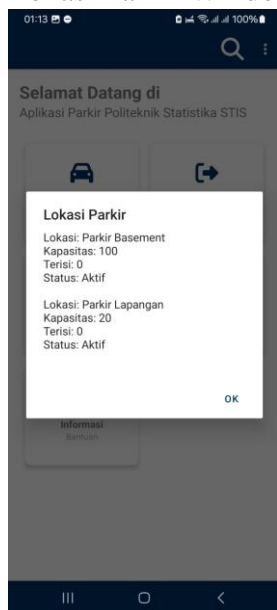 01:13
100%
Selamat Datang di
Aplikasi Parkir Politeknik Statistika STIS
Lokasi Parkir
Lokasi: Parkir Basement
Kapasitas: 100
Terisi: 0
Status: Aktif
Lokasi: Parkir Lapangan
Kapasitas: 20
Terisi: 0
Status: Aktif
OK
Informasi
Bantuan